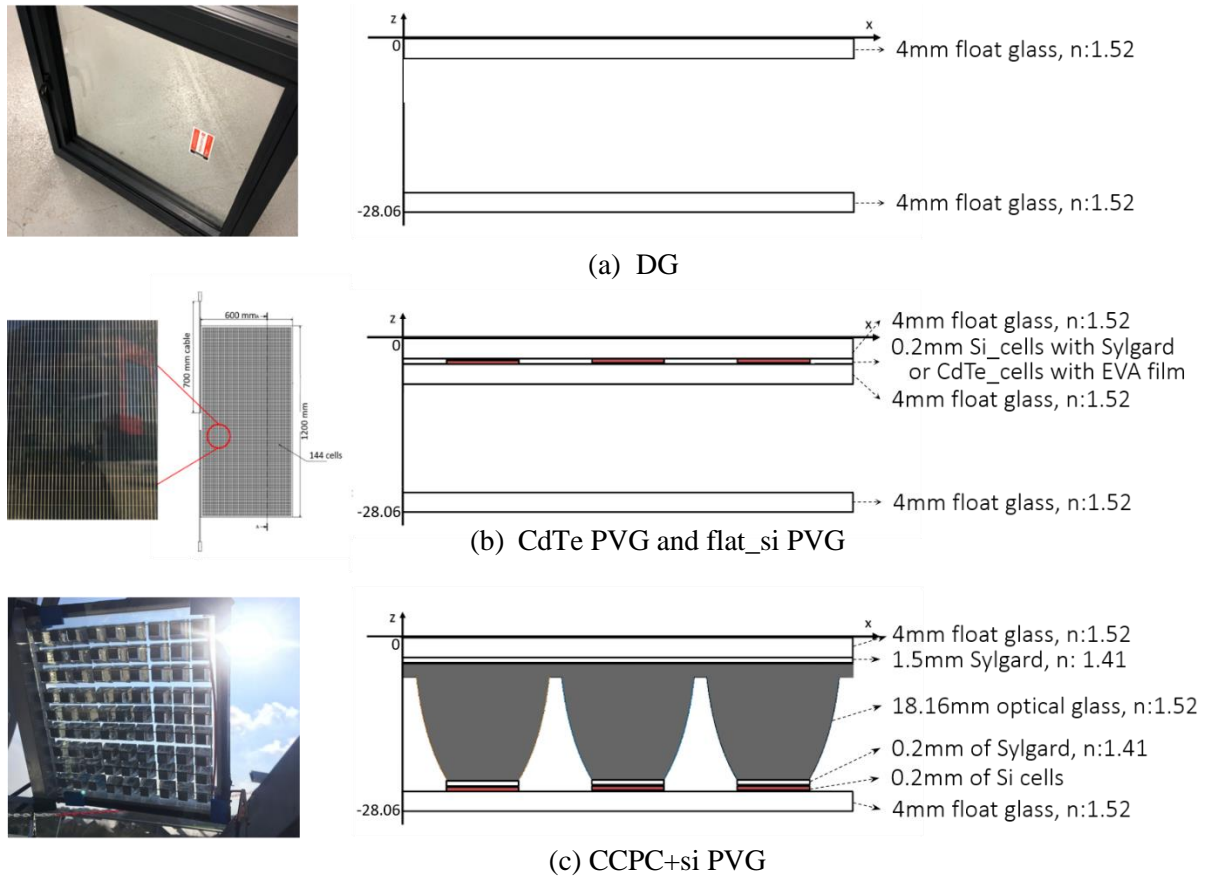 z
x
0
4mm float glass, n:1.52
-28.06
4mm float glass, n:1.52
(a) DG
600 mm
700 mm cable
1200 mm
144 cells
z
x
0
4mm float glass, n:1.52
0.2mm Si_cells with Sylgard
or CdTe_cells with EVA film
4mm float glass, n:1.52
-28.06
4mm float glass, n:1.52
(b) CdTe PVG and flat_si PVG
z
x
0
4mm float glass, n:1.52
1.5mm Sylgard, n: 1.41
18.16mm optical glass, n:1.52
0.2mm of Sylgard, n:1.41
0.2mm of Si cells
-28.06
4mm float glass, n:1.52
(c) CCPC+si PVG